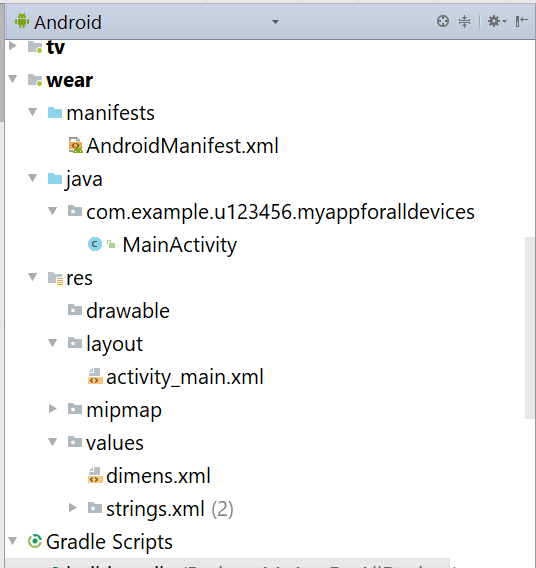 Android
tv
wear
manifests
AndroidManifest.xml
java
com.example.u123456.myappforalldevices
MainActivity
res
drawable
layout
activity_main.xml
mipmap
values
dimens.xml
strings.xml (2)
Gradle Scripts